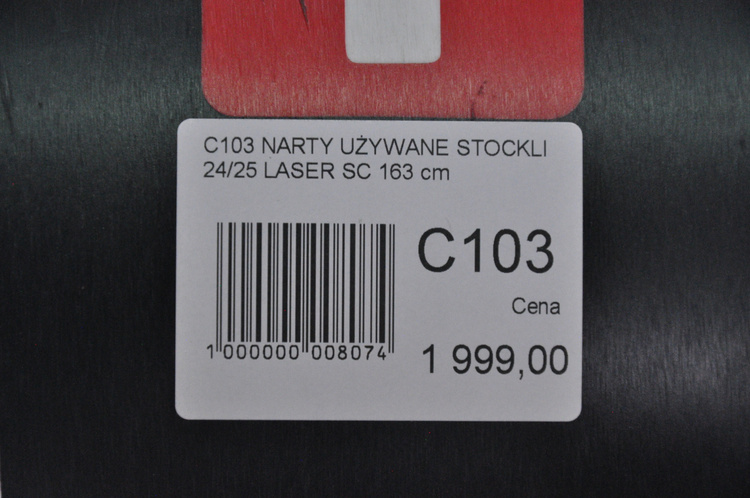 C103 NARTY UŻYWANE STOCKLI
24/25 LASER SC 163 cm
C103
Cena
1 999,00
1 000000 008074